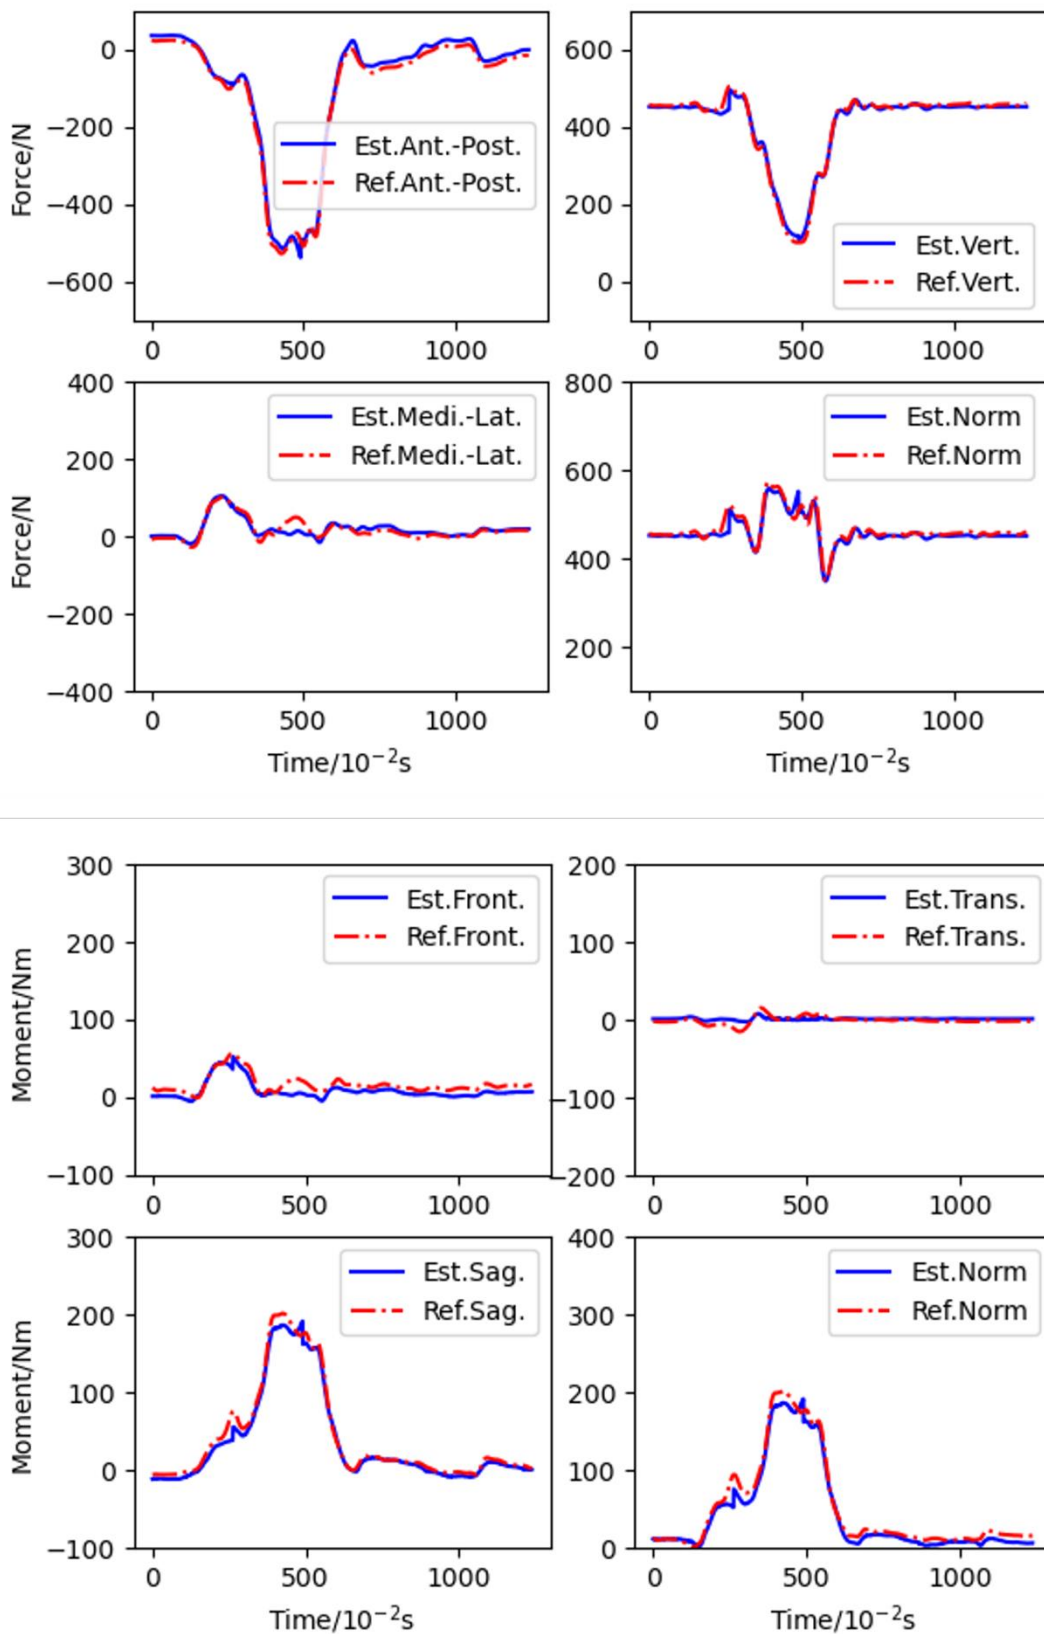 Force/N
0
−200
−400
−600
Est.Ant.-Post.
Ref.Ant.-Post.
0
500
1000
600
400
200
0
Est.Vert.
Ref.Vert.
0
500
1000
Force/N
400
200
0
−200
−400
Est.Medi.-Lat.
Ref.Medi.-Lat.
0
500
1000
Time/10⁻²s
800
600
400
200
Est.Norm
Ref.Norm
0
500
1000
Time/10⁻²s
Moment/Nm
300
200
100
0
−100
Est.Front.
Ref.Front.
0
500
1000
200
100
0
−100
−200
Est.Trans.
Ref.Trans.
0
500
1000
Moment/Nm
300
200
100
0
−100
Est.Sag.
Ref.Sag.
0
500
1000
Time/10⁻²s
400
300
200
100
0
Est.Norm
Ref.Norm
0
500
1000
Time/10⁻²s